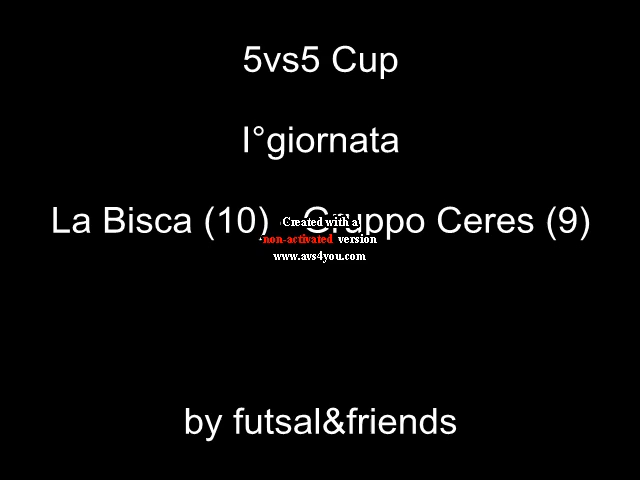 5vs5 Cup
I°giornata
La Bisca (10) - Gruppo Ceres (9)
Created with a
non-activated version
www.avs4you.com
by futsal&friends